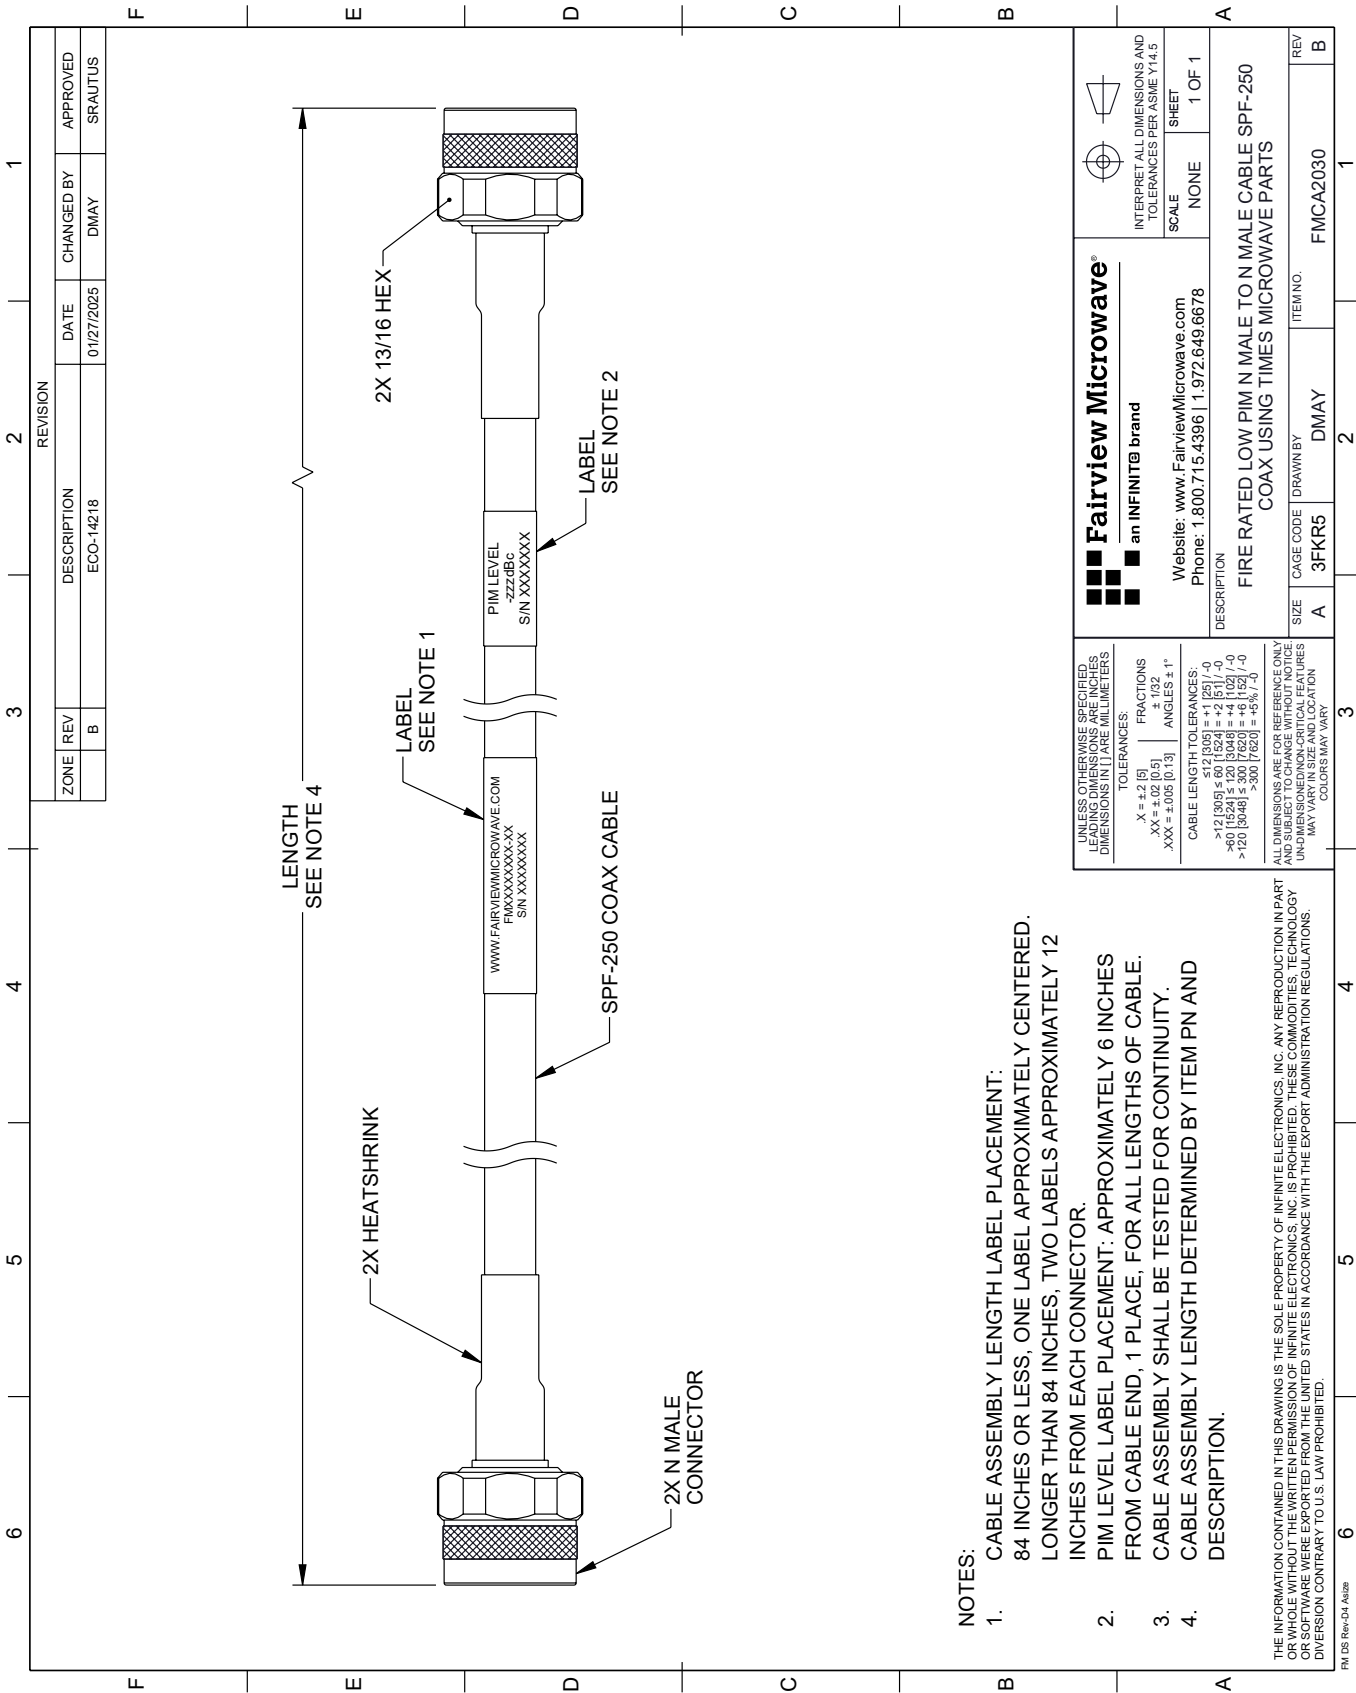 REVISION
ZONE REV DESCRIPTION DATE CHANGED BY APPROVED
B ECO-14218 01/27/2025 DMAY SRAUTUS
6 5 4 3 2 1
F
E
D
C
B
A
LENGTH
SEE NOTE 4
2X HEATSHRINK
LABEL
SEE NOTE 1
2X 13/16 HEX
WWW.FAIRVIEWMICROWAVE.COM
FMXXXXXXXX-XX
S/N XXXXXXXX
PIM LEVEL
-zzzdBc
S/N XXXXXXX
2X N MALE
CONNECTOR
SPF-250 COAX CABLE
LABEL
SEE NOTE 2
NOTES:
1. CABLE ASSEMBLY LENGTH LABEL PLACEMENT:
84 INCHES OR LESS, ONE LABEL APPROXIMATELY CENTERED.
LONGER THAN 84 INCHES, TWO LABELS APPROXIMATELY 12
INCHES FROM EACH CONNECTOR.
2. PIM LEVEL LABEL PLACEMENT: APPROXIMATELY 6 INCHES
FROM CABLE END, 1 PLACE, FOR ALL LENGTHS OF CABLE.
3. CABLE ASSEMBLY SHALL BE TESTED FOR CONTINUITY.
4. CABLE ASSEMBLY LENGTH DETERMINED BY ITEM PN AND
DESCRIPTION.
THE INFORMATION CONTAINED IN THIS DRAWING IS THE SOLE PROPERTY OF INFINITE ELECTRONICS, INC. ANY REPRODUCTION IN PART
OR WHOLE WITHOUT THE WRITTEN PERMISSION OF INFINITE ELECTRONICS, INC. IS PROHIBITED. THESE COMMODITIES, TECHNOLOGY
OR SOFTWARE WERE EXPORTED FROM THE UNITED STATES IN ACCORDANCE WITH THE EXPORT ADMINISTRATION REGULATIONS.
DIVERSION CONTRARY TO U.S. LAW PROHIBITED.
UNLESS OTHERWISE SPECIFIED
LEADING DIMENSIONS ARE INCHES
DIMENSIONS IN [ ] ARE MILLIMETERS
TOLERANCES:
.X = ±.2 [5] FRACTIONS
.XX = ±.02 [0.5] ± 1/32
.XXX = ±.005 [0.13] ANGLES ± 1°
CABLE LENGTH TOLERANCES:
≤12 [305] = +1 [25] / -0
>12 [305] ≤ 60 [1524] = +2 [51] / -0
>60 [1524] ≤ 120 [3048] = +4 [102] / -0
>120 [3048] ≤ 300 [7620] = +6 [152] / -0
>300 [7620] = +5% / -0
ALL DIMENSIONS ARE FOR REFERENCE ONLY
AND SUBJECT TO CHANGE WITHOUT NOTICE.
UN-DIMENSIONED/NON-CRITICAL FEATURES
MAY VARY IN SIZE AND LOCATION
COLORS MAY VARY
Fairview Microwave®
an INFINIT@ brand
Website: www.FairviewMicrowave.com
Phone: 1.800.715.4396 | 1.972.649.6678
INTERPRET ALL DIMENSIONS AND
TOLERANCES PER ASME Y14.5
SCALE SHEET
NONE 1 OF 1
DESCRIPTION
FIRE RATED LOW PIM N MALE TO N MALE CABLE SPF-250
COAX USING TIMES MICROWAVE PARTS
SIZE CAGE CODE DRAWN BY ITEM NO. REV
A 3FKR5 DMAY FMCA2030 B
F
E
D
C
B
A
6 5 4 3 2 1
FM DS Rev-D4 Asize